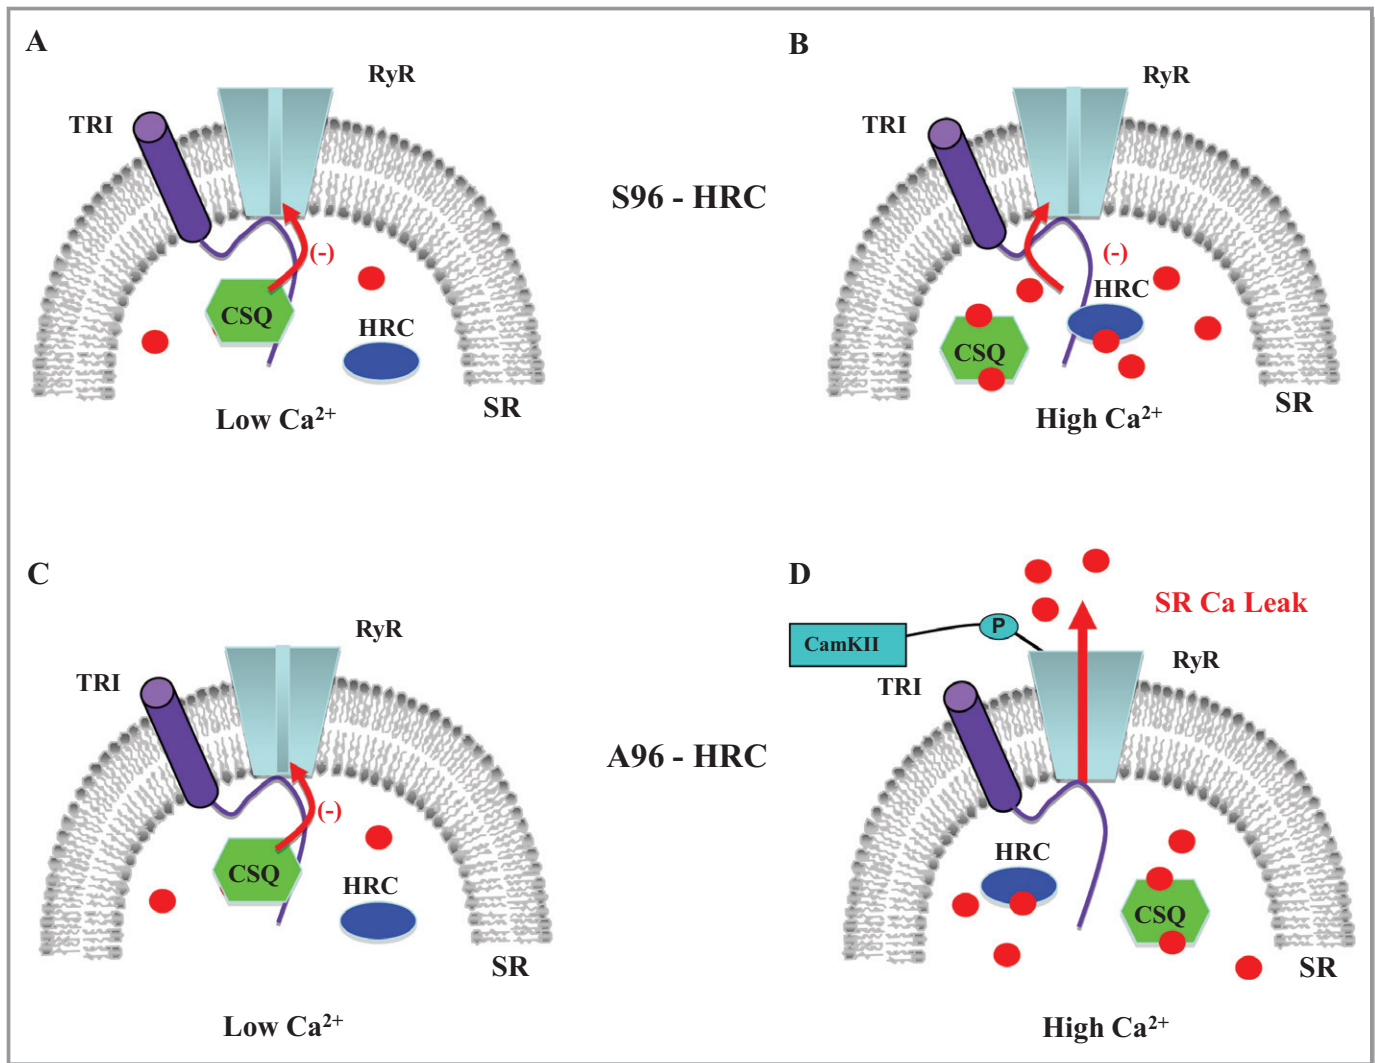 A
RyR
TRI
(-)
CSQ
HRC
SR
Low Ca²⁺
S96 - HRC
B
RyR
TRI
(-)
HRC
CSQ
SR
High Ca²⁺
C
RyR
TRI
(-)
CSQ
HRC
SR
Low Ca²⁺
A96 - HRC
D
SR Ca Leak
P
CamKII
RyR
TRI
HRC
CSQ
SR
High Ca²⁺